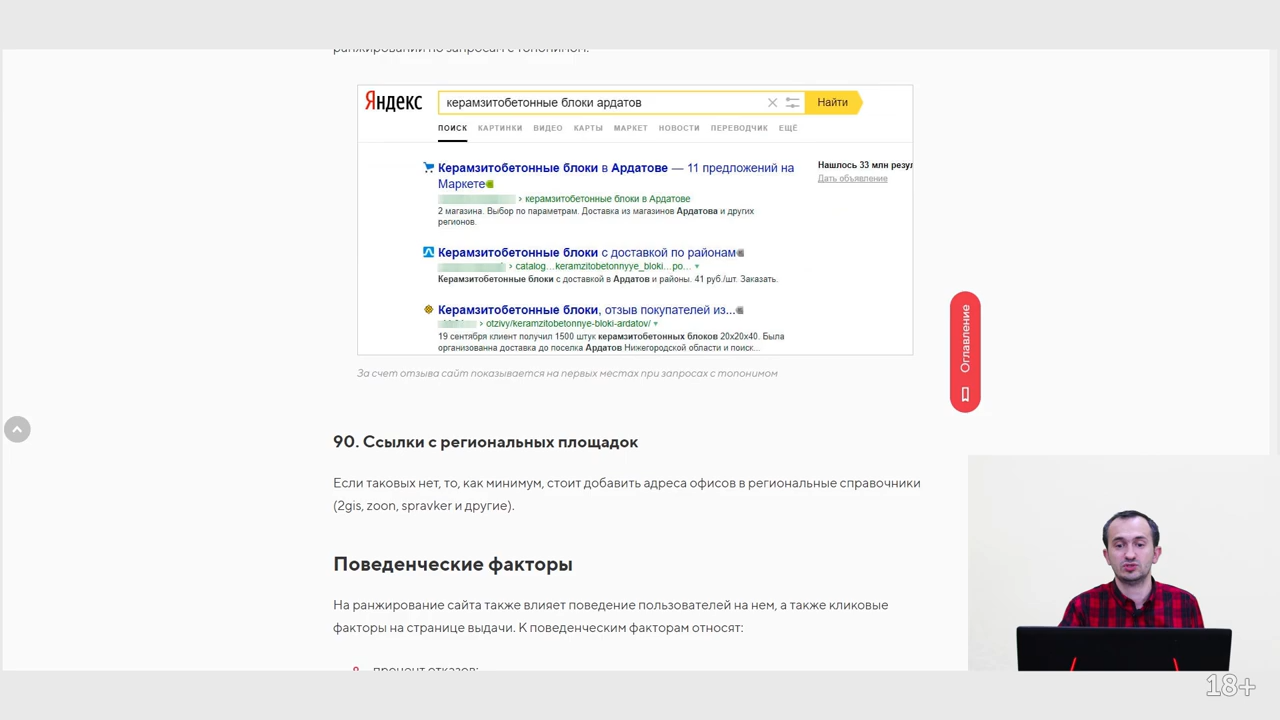 ранжировании по запросам с топонимом.
Яндекс
керамзитобетонные блоки ардатов
Найти
ПОИСК КАРТИНКИ ВИДЕО КАРТЫ МАРКЕТ НОВОСТИ ПЕРЕВОДЧИК ЕЩЁ
Керамзитобетонные блоки в Ардатове — 11 предложений на
Маркете
› керамзитобетонные блоки в Ардатове
2 магазина. Выбор по параметрам. Доставка из магазинов Ардатова и других
регионов.
Нашлось 33 млн резул
Дать объявление
Керамзитобетонные блоки с доставкой по районам
› catalog...keramzitobetonnyye_bloki...po...
Керамзитобетонные блоки с доставкой в Ардатов и районы. 41 руб./шт. Заказать.
Керамзитобетонные блоки, отзыв покупателей из...
› otzivy/keramzitobetonnye-bloki-ardatov/
19 сентября клиент получил 1500 штук керамзитобетонных блоков 20х20х40. Была
организованна доставка до поселка Ардатов Нижегородской области и поиск...
За счет отзыва сайт показывается на первых местах при запросах с топонимом
Оглавление
90. Ссылки с региональных площадок
Если таковых нет, то, как минимум, стоит добавить адреса офисов в региональные справочники
(2gis, zoon, spravker и другие).
Поведенческие факторы
На ранжирование сайта также влияет поведение пользователей на нем, а также кликовые
факторы на странице выдачи. К поведенческим факторам относят:
процент отказов;
18+